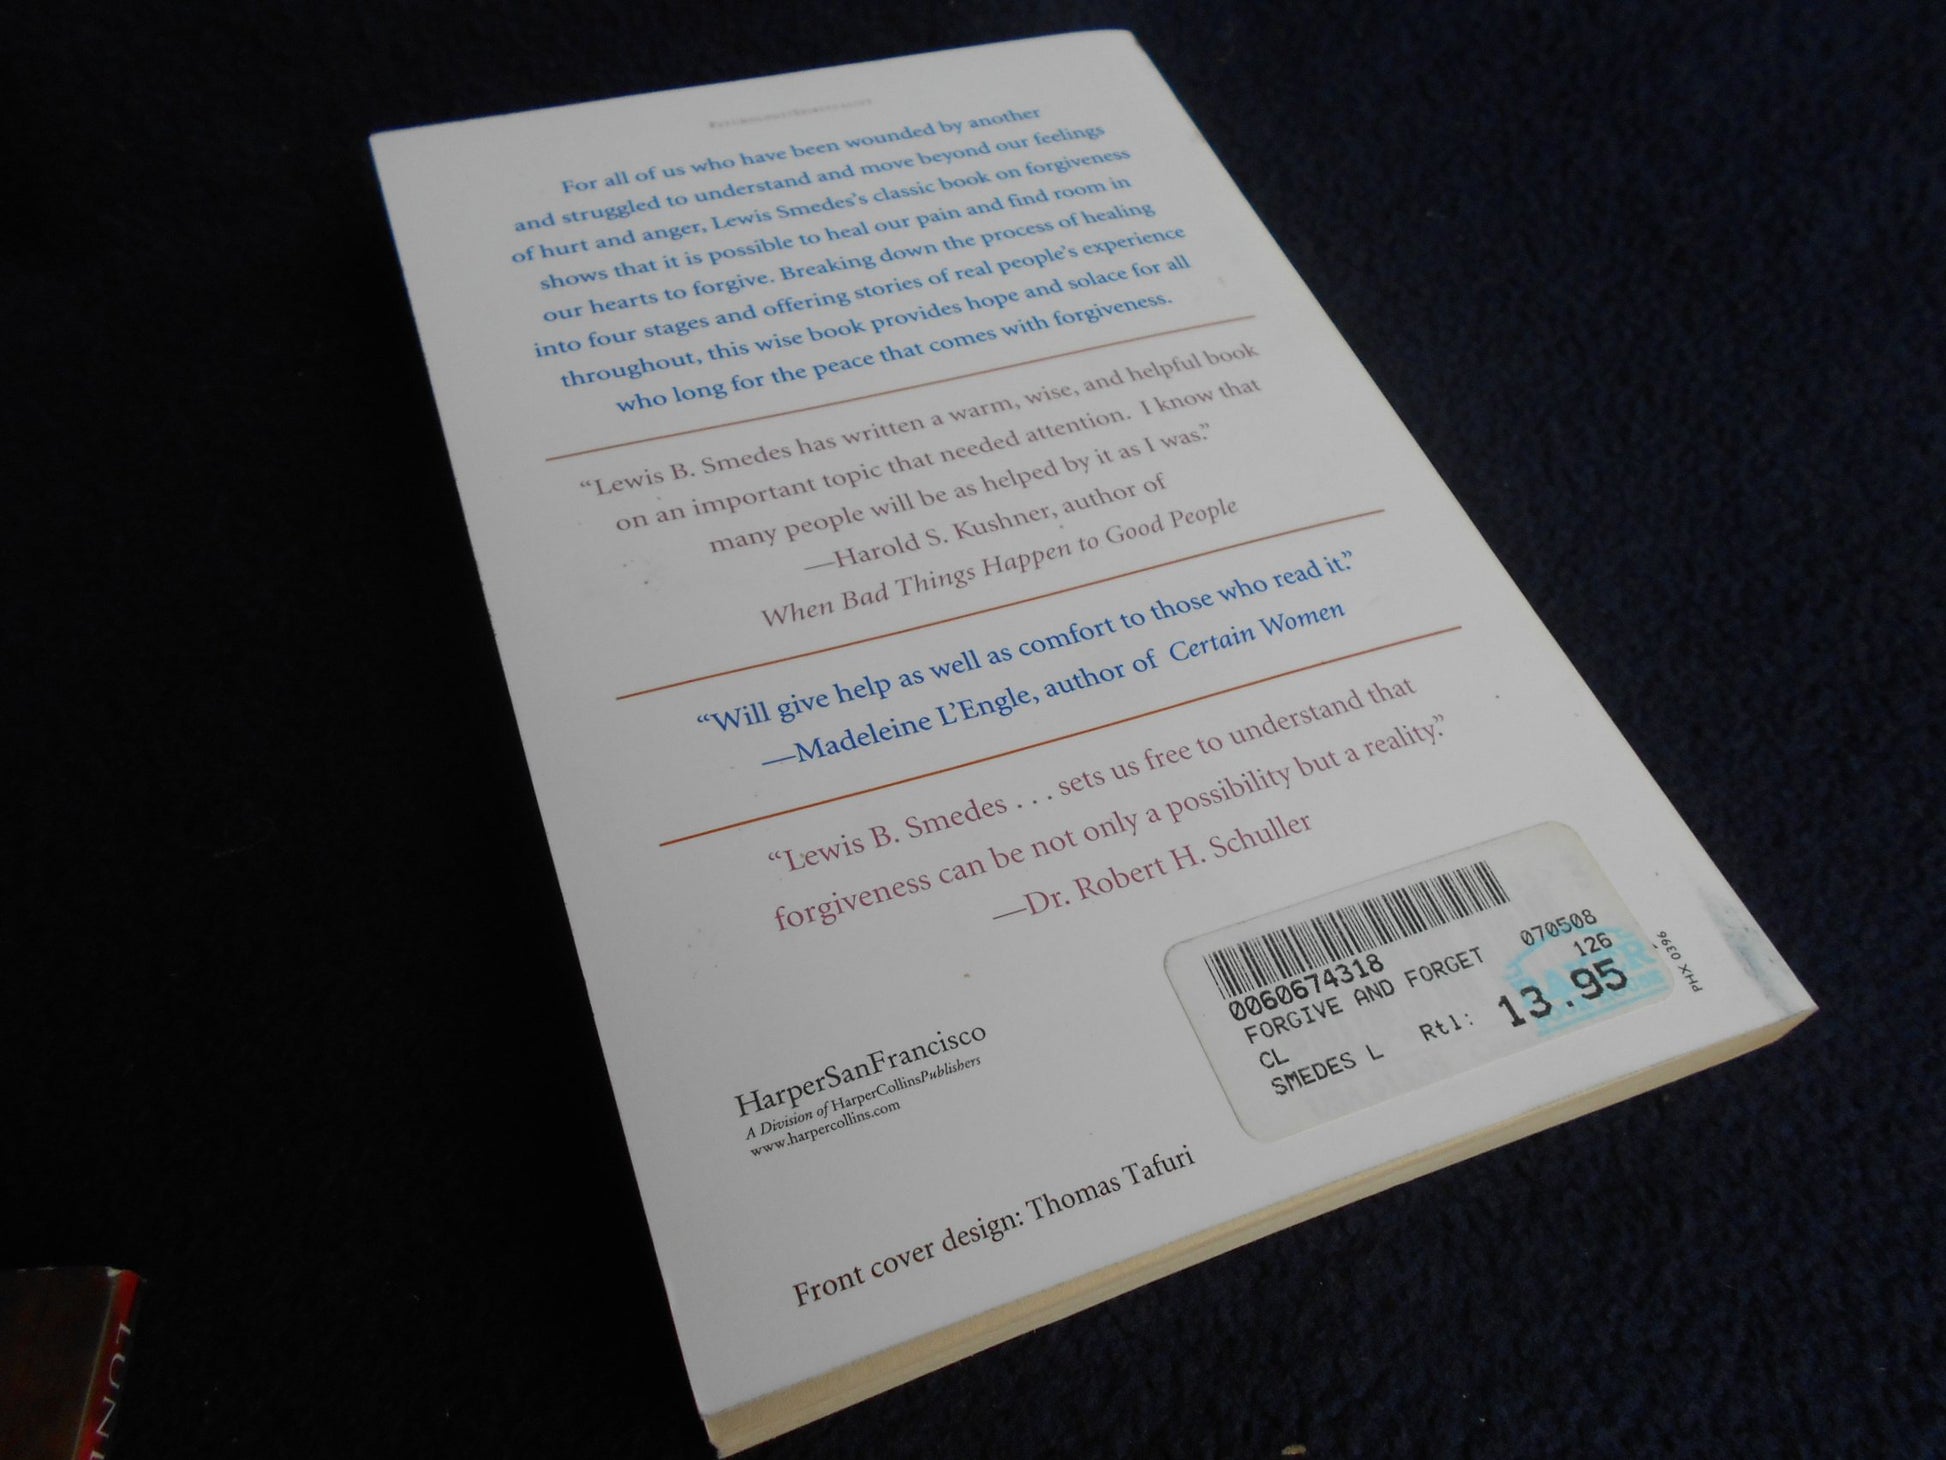 For all of us who have been wounded by another
and struggled to understand and move beyond our feelings
of hurt and anger, Lewis Smedes's classic book on forgiveness
shows that it is possible to heal our pain and find room in
our hearts to forgive. Breaking down the process of healing
into four stages and offering stories of real people's experience
throughout, this wise book provides hope and solace for all
who long for the peace that comes with forgiveness.
“Lewis B. Smedes has written a warm, wise, and helpful book
on an important topic that needed attention. I know that
many people will be as helped by it as I was.”
—Harold S. Kushner, author of
When Bad Things Happen to Good People
“Will give help as well as comfort to those who read it.”
—Madeleine L'Engle, author of Certain Women
“Lewis B. Smedes . . . sets us free to understand that
forgiveness can be not only a possibility but a reality.”
—Dr. Robert H. Schuller
0060674318 070508
FORGIVE AND FORGET 126
CL
SMEDES L Rtl: 13.95
PHX 0396
HarperSanFrancisco
A Division of HarperCollinsPublishers
www.harpercollins.com
Front cover design: Thomas Tafuri